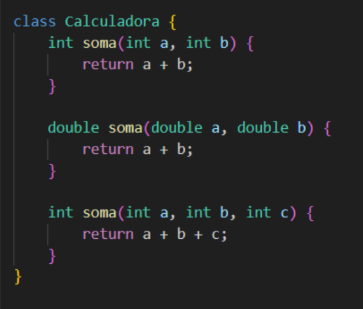 class Calculadora {
    int soma(int a, int b) {
        return a + b;
    }

    double soma(double a, double b) {
        return a + b;
    }

    int soma(int a, int b, int c) {
        return a + b + c;
    }
}